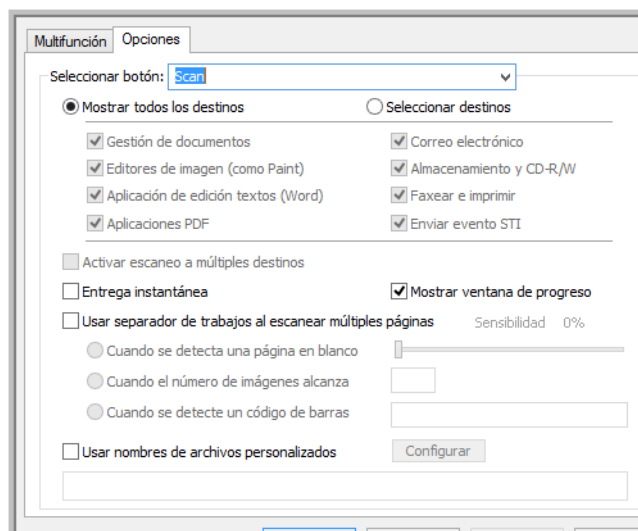 Multifunción Opciones
Seleccionar botón: Scan
Mostrar todos los destinos Seleccionar destinos
Gestión de documentos Correo electrónico
Editores de imagen (como Paint) Almacenamiento y CD-R/W
Aplicación de edición textos (Word) Faxear e imprimir
Aplicaciones PDF Enviar evento STI
Activar escaneo a múltiples destinos
Entrega instantánea Mostrar ventana de progreso
Usar separador de trabajos al escanear múltiples páginas Sensibilidad 0%
Cuando se detecta una página en blanco
Cuando el número de imágenes alcanza
Cuando se detecte un código de barras
Usar nombres de archivos personalizados Configurar